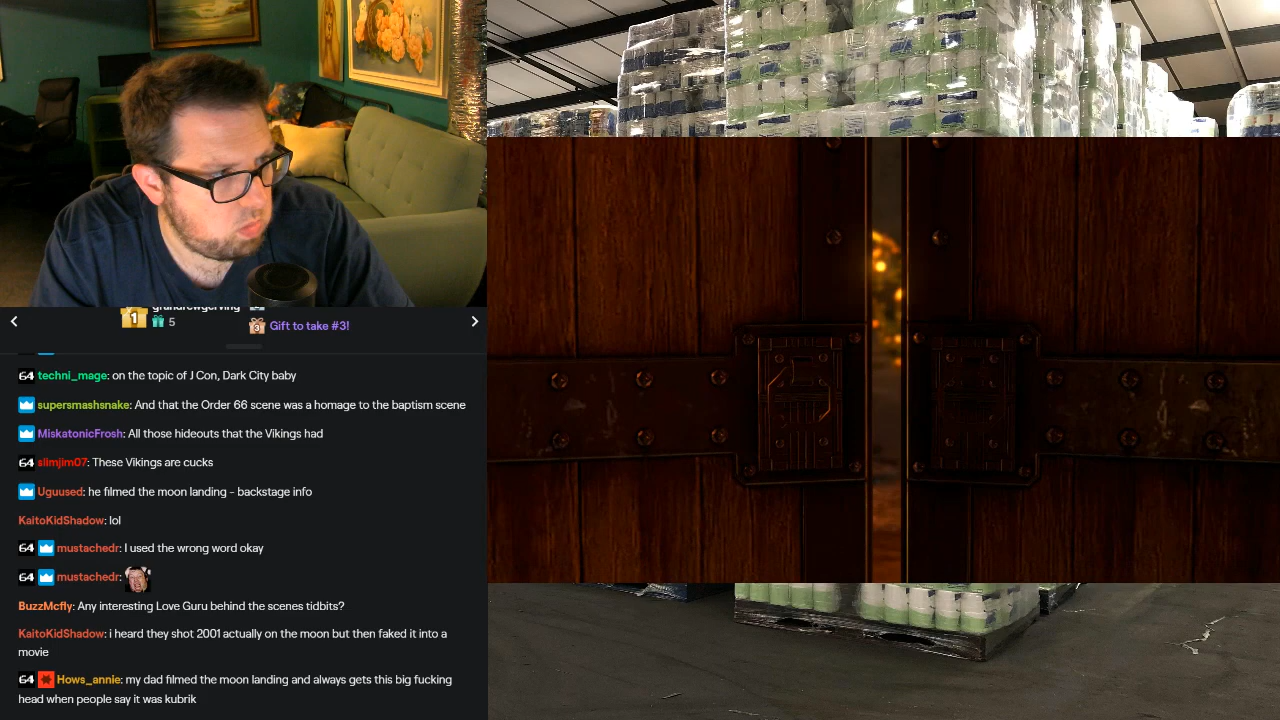 grandrewgerving
1
5
3
Gift to take #3!
64 techni_mage: on the topic of J Con, Dark City baby
supersmashsnake: And that the Order 66 scene was a homage to the baptism scene
MiskatonicFrosh: All those hideouts that the Vikings had
64 slimjim07: These Vikings are cucks
Uguused: he filmed the moon landing - backstage info
KaitoKidShadow: lol
64 mustachedr: I used the wrong word okay
64 mustachedr:
BuzzMcfly: Any interesting Love Guru behind the scenes tidbits?
KaitoKidShadow: i heard they shot 2001 actually on the moon but then faked it into a
movie
64 Hows_annie: my dad filmed the moon landing and always gets this big fucking
head when people say it was kubrik